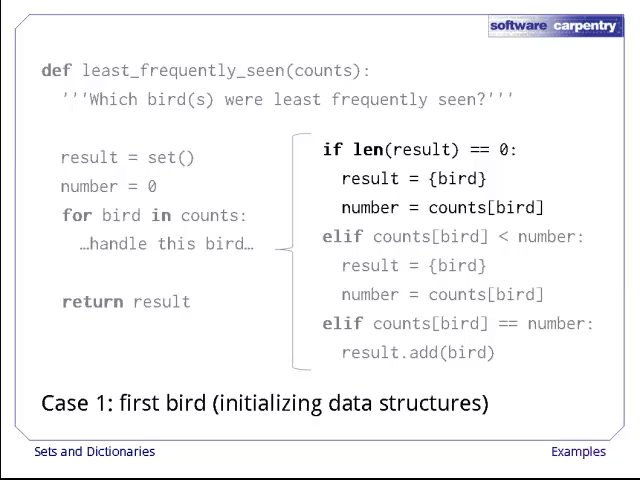 software carpentry
def least_frequently_seen(counts):
'''Which bird(s) were least frequently seen?'''
result = set()
number = 0
for bird in counts:
…handle this bird…
return result
if len(result) == 0:
result = {bird}
number = counts[bird]
elif counts[bird] < number:
result = {bird}
number = counts[bird]
elif counts[bird] == number:
result.add(bird)
Case 1: first bird (initializing data structures)
Sets and Dictionaries
Examples